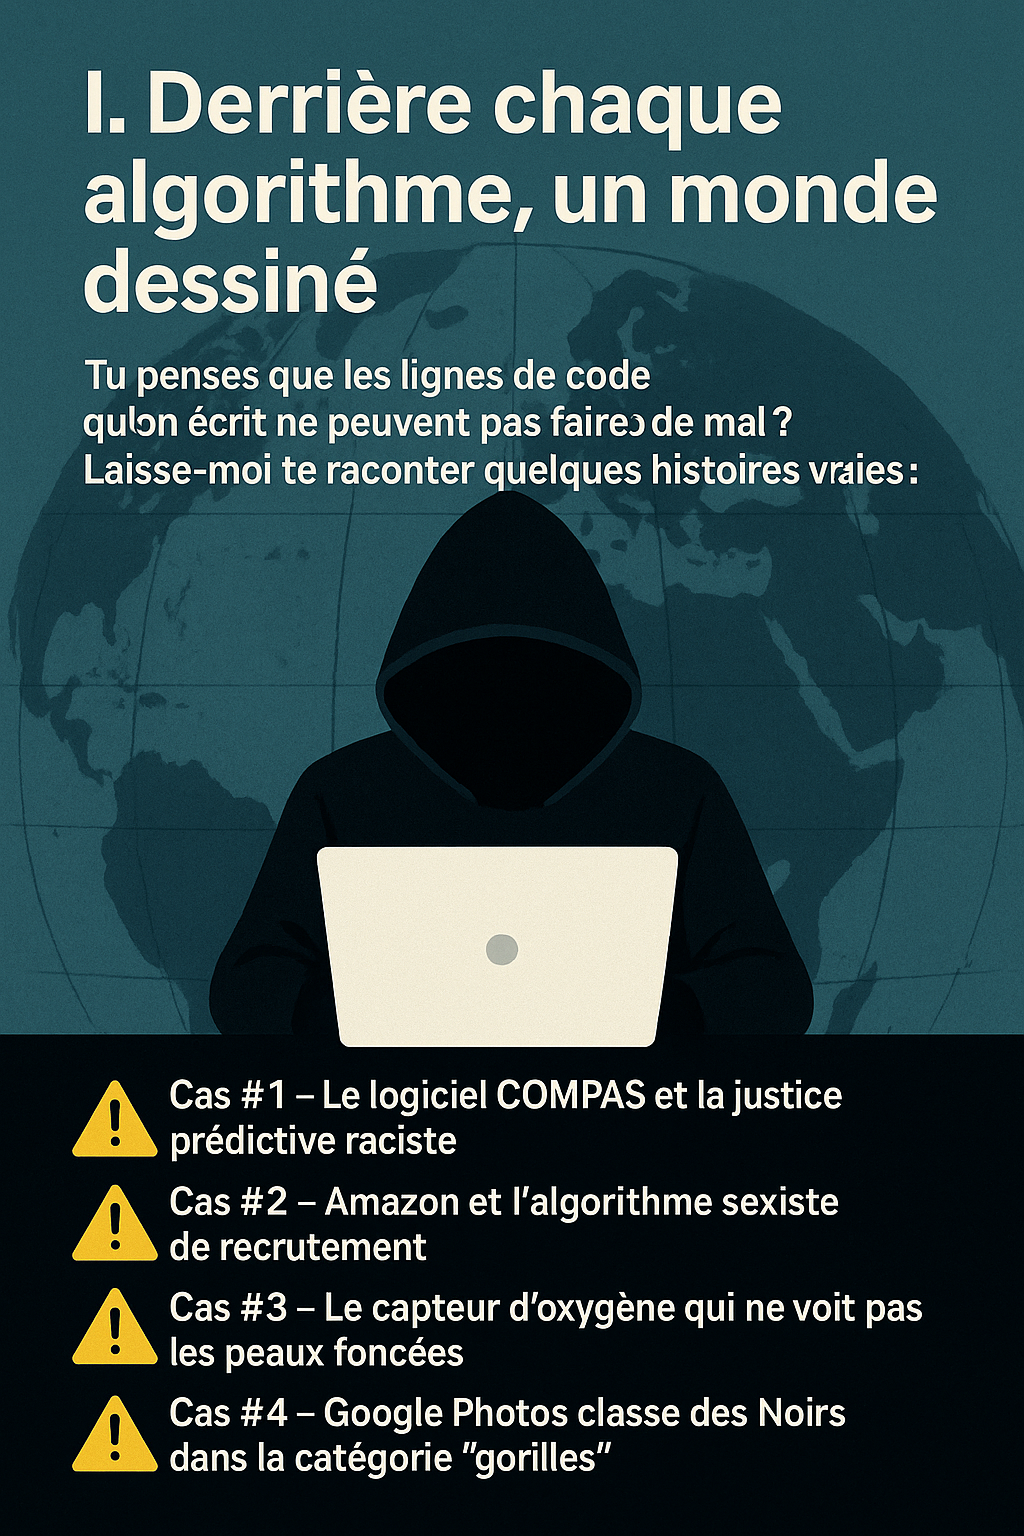 I. Derrière chaque
algorithme, un monde
dessiné
Tu penses que les lignes de code
qulon écrit ne peuvent pas faire de mal ?
Laisse-moi te raconter quelques histoires vraies :
Cas #1 – Le logiciel COMPAS et la justice
prédictive raciste
Cas #2 – Amazon et l’algorithme sexiste
de recrutement
Cas #3 – Le capteur d’oxygène qui ne voit pas
les peaux foncées
Cas #4 – Google Photos classe des Noirs
dans la catégorie "gorilles"